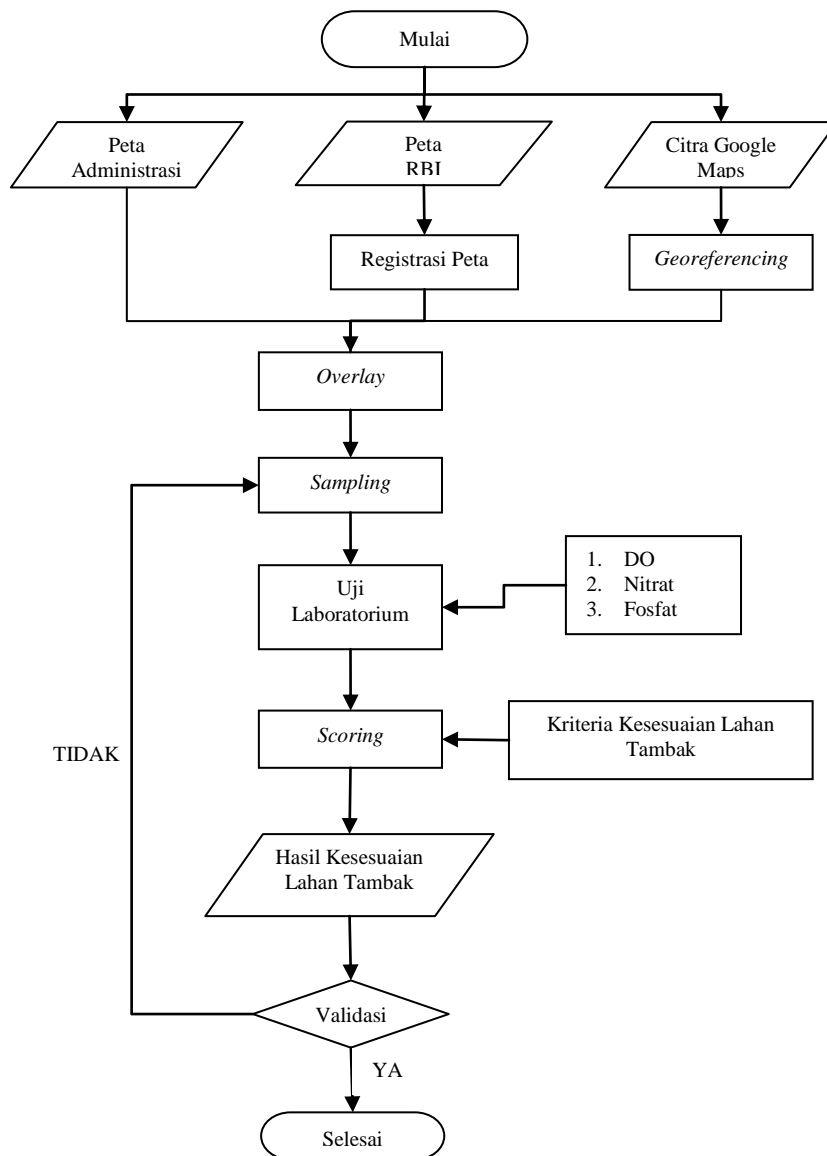 Mulai
Peta
Administrasi
Peta
RBI
Citra Google
Maps
Registrasi Peta
Georeferencing
Overlay
Sampling
Uji
Laboratorium
1. DO
2. Nitrat
3. Fosfat
Scoring
Kriteria Kesesuaian Lahan
Tambak
TIDAK
Hasil Kesesuaian
Lahan Tambak
Validasi
YA
Selesai